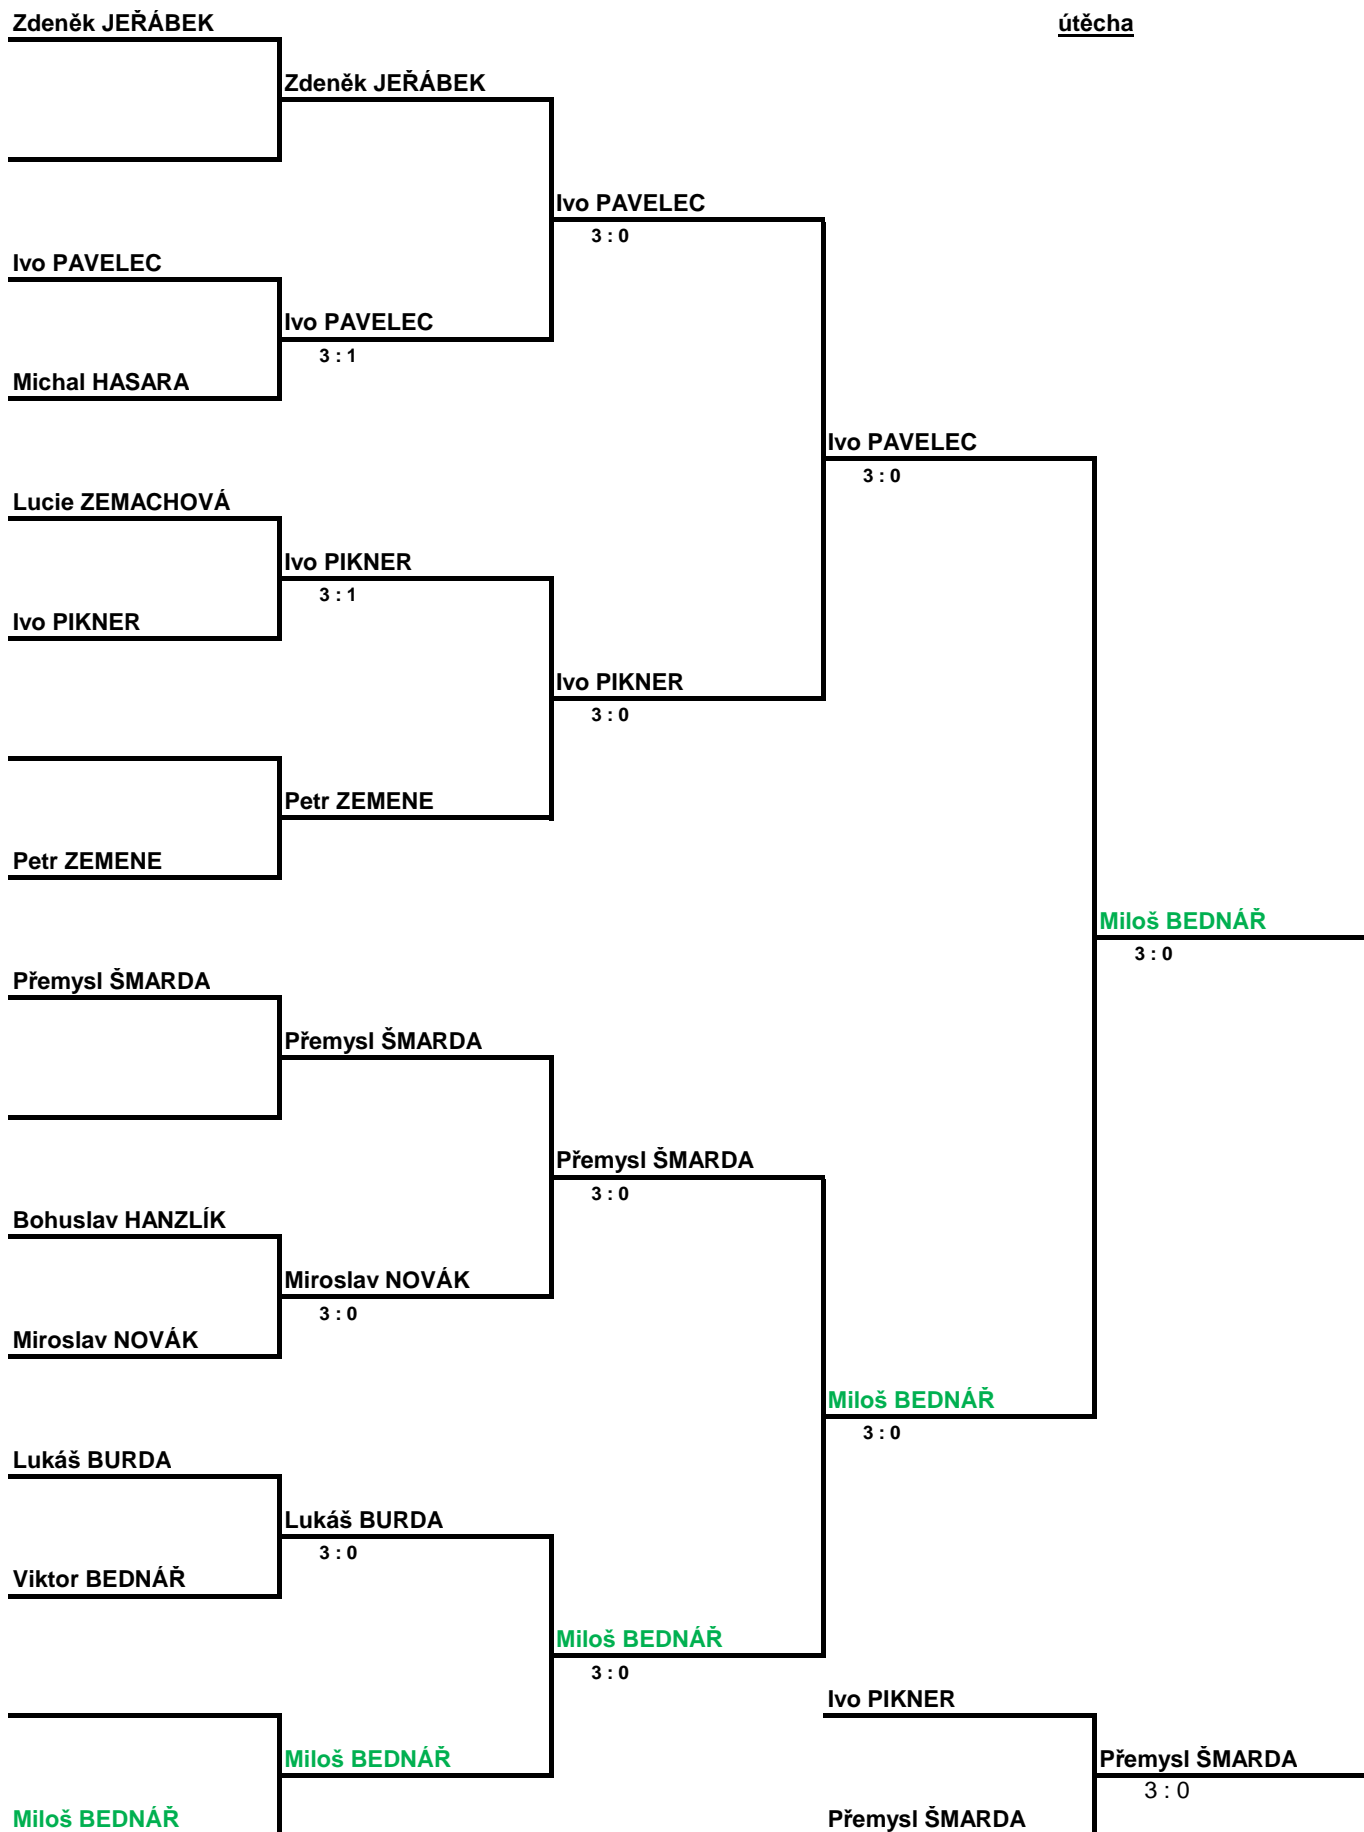 Zdeněk JEŘÁBEK
útěcha
Zdeněk JEŘÁBEK
Ivo PAVELEC
3 : 0
Ivo PAVELEC
Ivo PAVELEC
3 : 1
Michal HASARA
Ivo PAVELEC
3 : 0
Lucie ZEMACHOVÁ
Ivo PIKNER
3 : 1
Ivo PIKNER
Ivo PIKNER
3 : 0
Petr ZEMENE
Petr ZEMENE
Miloš BEDNÁŘ
3 : 0
Přemysl ŠMARDA
Přemysl ŠMARDA
Přemysl ŠMARDA
3 : 0
Bohuslav HANZLÍK
Miroslav NOVÁK
3 : 0
Miroslav NOVÁK
Miloš BEDNÁŘ
3 : 0
Lukáš BURDA
Lukáš BURDA
3 : 0
Viktor BEDNÁŘ
Miloš BEDNÁŘ
3 : 0
Ivo PIKNER
Miloš BEDNÁŘ
Přemysl ŠMARDA
3 : 0
Miloš BEDNÁŘ
Přemysl ŠMARDA